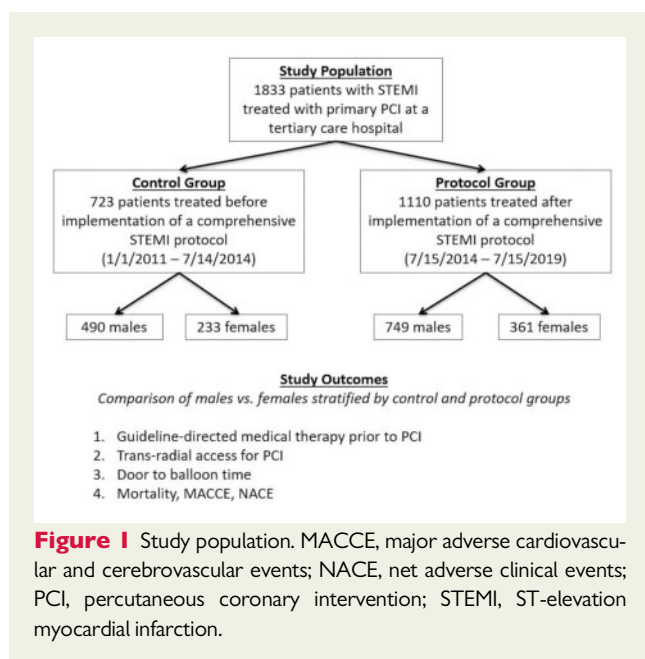 Study Population
1833 patients with STEMI
treated with primary PCI at a
tertiary care hospital
Control Group
723 patients treated before
implementation of a comprehensive
STEMI protocol
(1/1/2011 – 7/14/2014)
Protocol Group
1110 patients treated after
implementation of a comprehensive
STEMI protocol
(7/15/2014 – 7/15/2019)
490 males
233 females
749 males
361 females
Study Outcomes
Comparison of males vs. females stratified by control and protocol groups
1. Guideline-directed medical therapy prior to PCI
2. Trans-radial access for PCI
3. Door to balloon time
4. Mortality, MACCE, NACE
Figure 1 Study population. MACCE, major adverse cardiovascu-
lar and cerebrovascular events; NACE, net adverse clinical events;
PCI, percutaneous coronary intervention; STEMI, ST-elevation
myocardial infarction.